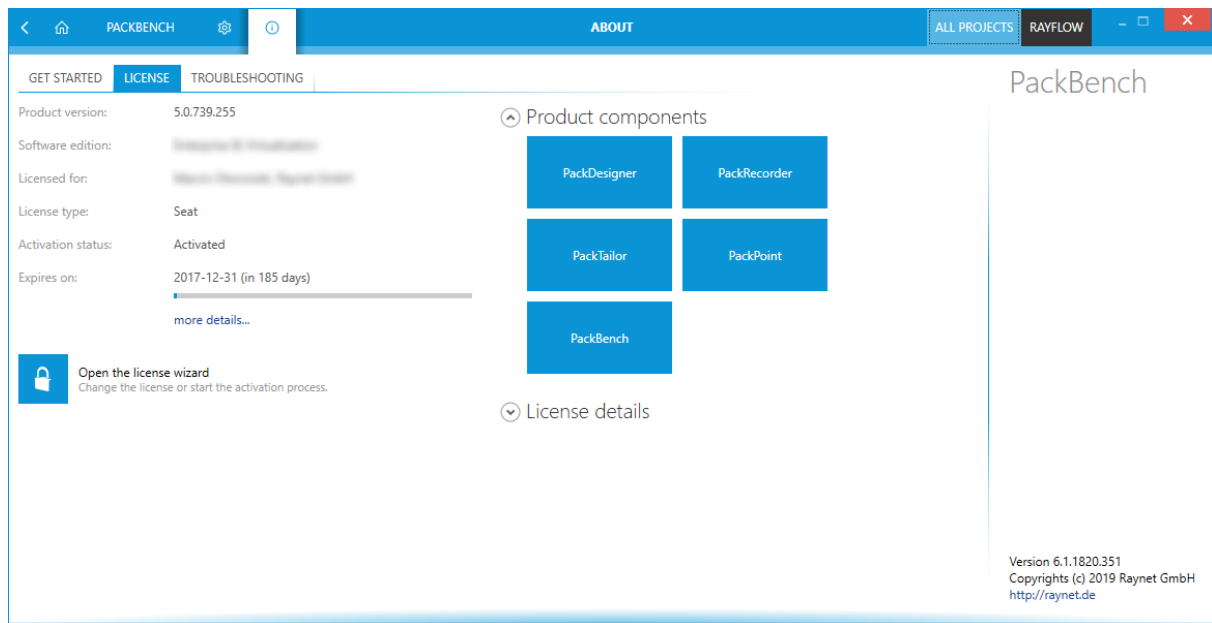 PACKBENCH
ABOUT
ALL PROJECTS
RAYFLOW
GET STARTED
LICENSE
TROUBLESHOOTING
PackBench
Product version:
5.0.739.255
Software edition:
Licensed for:
License type:
Seat
Activation status:
Activated
Expires on:
2017-12-31 (in 185 days)
more details...
Open the license wizard
Change the license or start the activation process.
Product components
PackDesigner
PackRecorder
PackTailor
PackPoint
PackBench
License details
Version 6.1.1820.351
Copyrights (c) 2019 Raynet GmbH
http://raynet.de